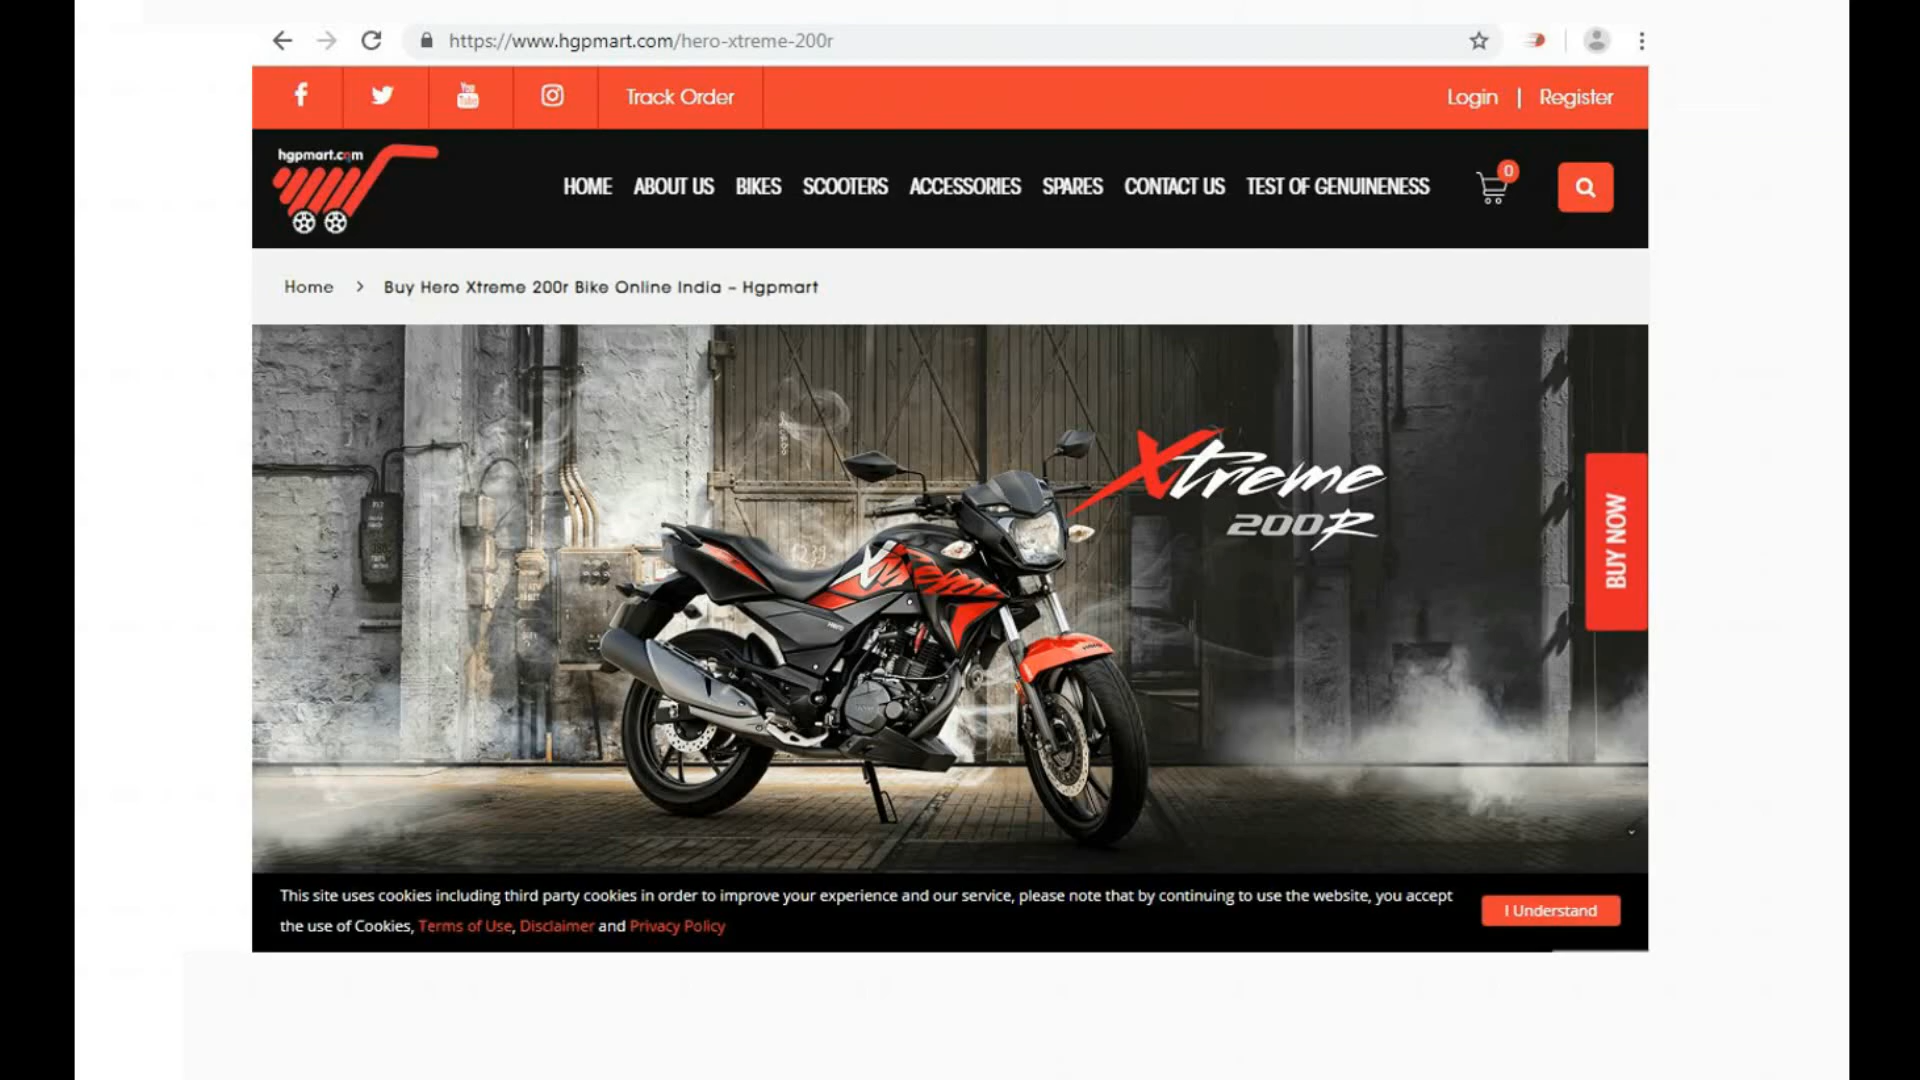 https://www.hgpmart.com/hero-xtreme-200r
You Tube
Track Order
Login | Register
hgpmart.com
HOME ABOUT US BIKES SCOOTERS ACCESSORIES SPARES CONTACT US TEST OF GENUINENESS
0
Home > Buy Hero Xtreme 200r Bike Online India – Hgpmart
Xtreme
200R
BUY NOW
This site uses cookies including third party cookies in order to improve your experience and our service, please note that by continuing to use the website, you accept
the use of Cookies, Terms of Use, Disclaimer and Privacy Policy
I Understand